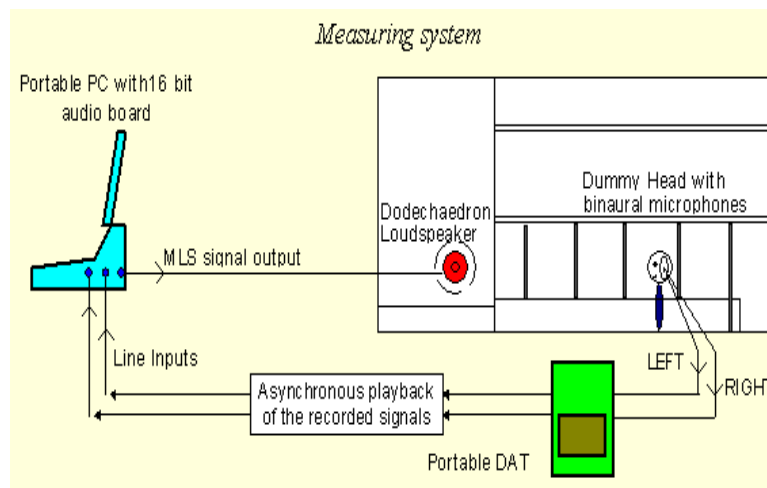 Measuring system
Portable PC with16 bit
audio board
Dodechaedron
Loudspeaker
Dummy Head with
binaural microphones
MLS signal output
Line Inputs
LEFT
RIGHT
Asynchronous playback
of the recorded signals
Portable DAT